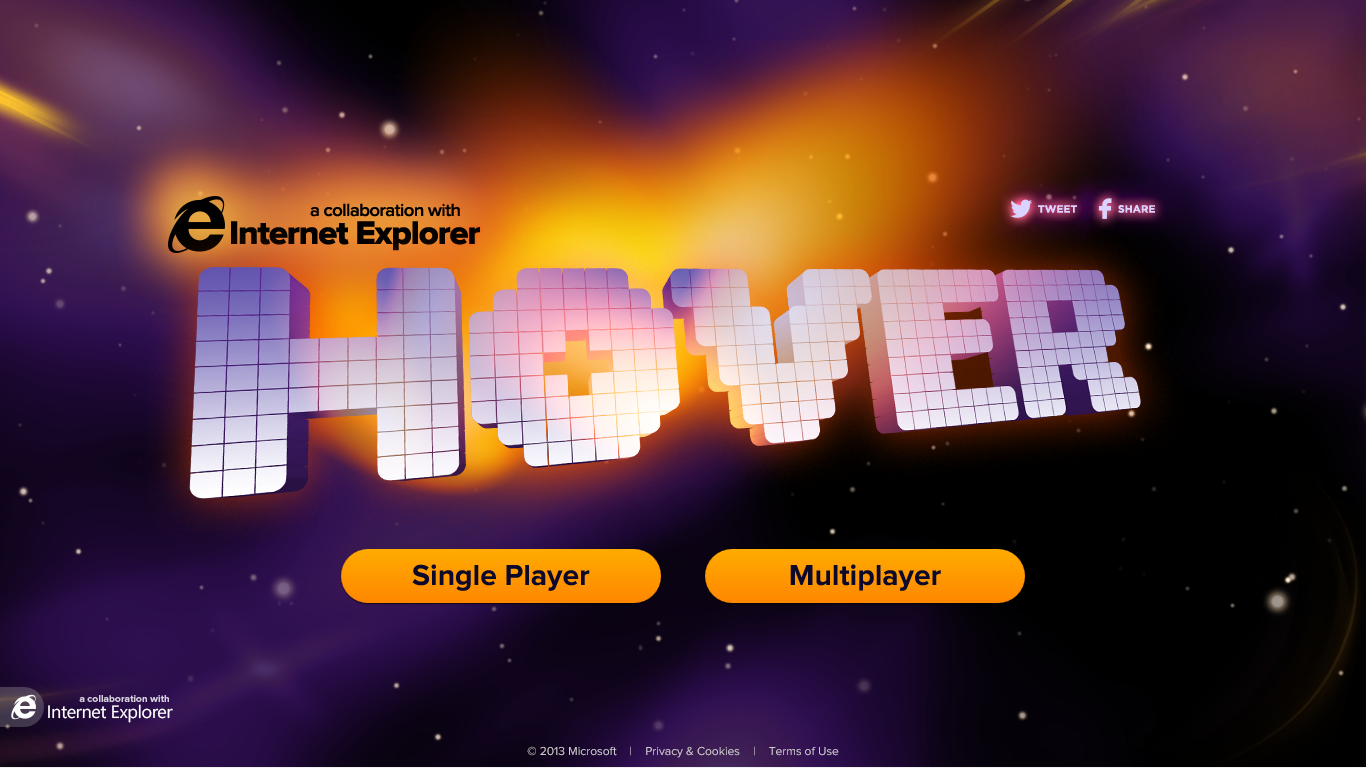 a collaboration with
Internet Explorer
TWEET SHARE
HOVER
Single Player Multiplayer
a collaboration with
Internet Explorer
© 2013 Microsoft | Privacy & Cookies | Terms of Use